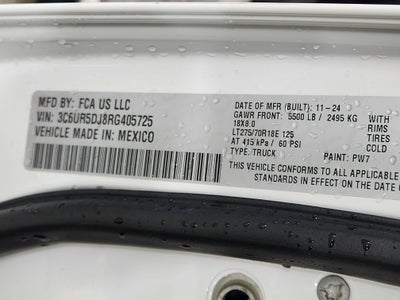 MFD BY: FCA US LLC
VIN: 3C6UR5DJ8RG405725
VEHICLE MADE IN: MEXICO
DATE OF MFR (BUILT): 11-24
GAWR FRONT: 5500 LB / 2495 KG WITH
18X8.0 RIMS
LT275/70R18E 125 TIRES
AT 415 kPa / 60 PSI COLD
TYPE: TRUCK PAINT: PW7
THIS VEHICLE CONFORMS TO ALL APPLICABLE
STANDARDS IN EFFECT ON THE DATE O